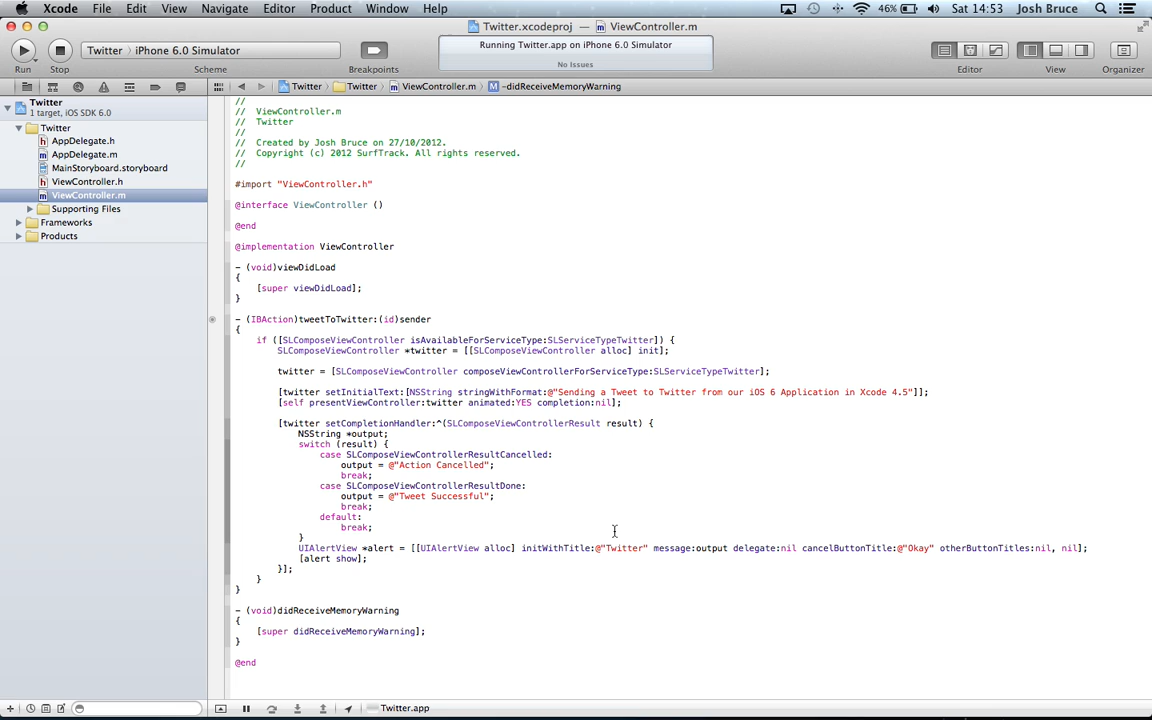 Xcode File Edit View Navigate Editor Product Window Help 46% Sat 14:53 Josh Bruce
Twitter.xcodeproj — ViewController.m
Twitter iPhone 6.0 Simulator
Running Twitter.app on iPhone 6.0 Simulator
No Issues
Run Stop Scheme Breakpoints Editor View Organizer
Twitter Twitter ViewController.m M -didReceiveMemoryWarning
Twitter
1 target, iOS SDK 6.0
Twitter
AppDelegate.h
AppDelegate.m
MainStoryboard.storyboard
ViewController.h
ViewController.m
Supporting Files
Frameworks
Products
//
// ViewController.m
// Twitter
//
// Created by Josh Bruce on 27/10/2012.
// Copyright (c) 2012 SurfTrack. All rights reserved.
//
#import "ViewController.h"
@interface ViewController ()
@end
@implementation ViewController
- (void)viewDidLoad
{
[super viewDidLoad];
}
- (IBAction)tweetToTwitter:(id)sender
{
if ([SLComposeViewController isAvailableForServiceType:SLServiceTypeTwitter]) {
SLComposeViewController *twitter = [[SLComposeViewController alloc] init];
twitter = [SLComposeViewController composeViewControllerForServiceType:SLServiceTypeTwitter];
[twitter setInitialText:[NSString stringWithFormat:@"Sending a Tweet to Twitter from our iOS 6 Application in Xcode 4.5"]];
[self presentViewController:twitter animated:YES completion:nil];
[twitter setCompletionHandler:^(SLComposeViewControllerResult result) {
NSString *output;
switch (result) {
case SLComposeViewControllerResultCancelled:
output = @"Action Cancelled";
break;
case SLComposeViewControllerResultDone:
output = @"Tweet Successful";
break;
default:
break;
}
UIAlertView *alert = [[UIAlertView alloc] initWithTitle:@"Twitter" message:output delegate:nil cancelButtonTitle:@"Okay" otherButtonTitles:nil, nil];
[alert show];
}];
}
}
- (void)didReceiveMemoryWarning
{
[super didReceiveMemoryWarning];
}
@end
Twitter.app